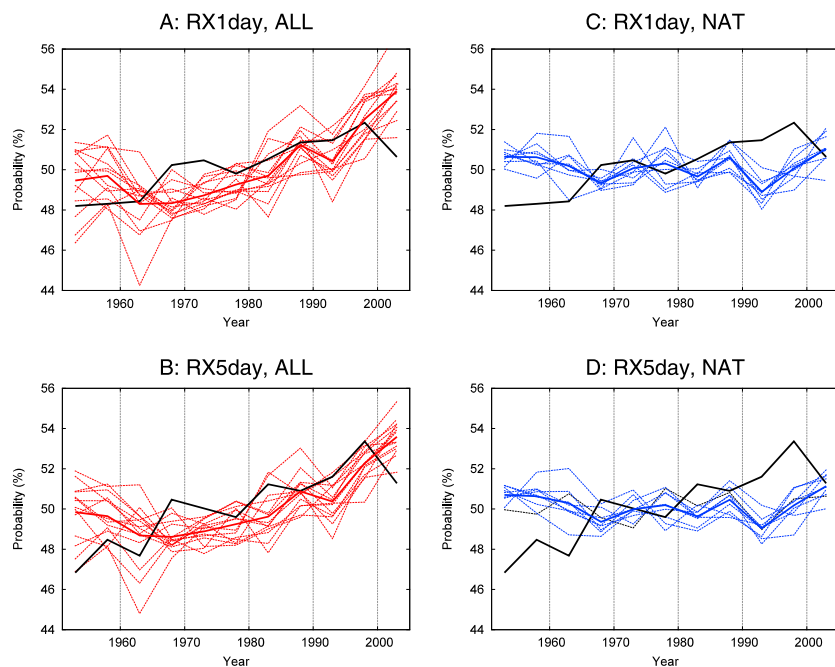 A: RX1day, ALL
56
54
52
50
48
46
44
Probability (%)
1960 1970 1980 1990 2000
Year
C: RX1day, NAT
56
54
52
50
48
46
44
Probability (%)
1960 1970 1980 1990 2000
Year
B: RX5day, ALL
56
54
52
50
48
46
44
Probability (%)
1960 1970 1980 1990 2000
Year
D: RX5day, NAT
56
54
52
50
48
46
44
Probability (%)
1960 1970 1980 1990 2000
Year